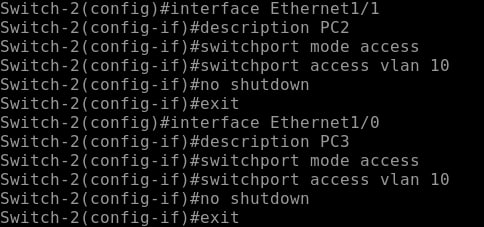 Switch-2(config)#interface Ethernet1/1
Switch-2(config-if)#description PC2
Switch-2(config-if)#switchport mode access
Switch-2(config-if)#switchport access vlan 10
Switch-2(config-if)#no shutdown
Switch-2(config-if)#exit
Switch-2(config)#interface Ethernet1/0
Switch-2(config-if)#description PC3
Switch-2(config-if)#switchport mode access
Switch-2(config-if)#switchport access vlan 10
Switch-2(config-if)#no shutdown
Switch-2(config-if)#exit